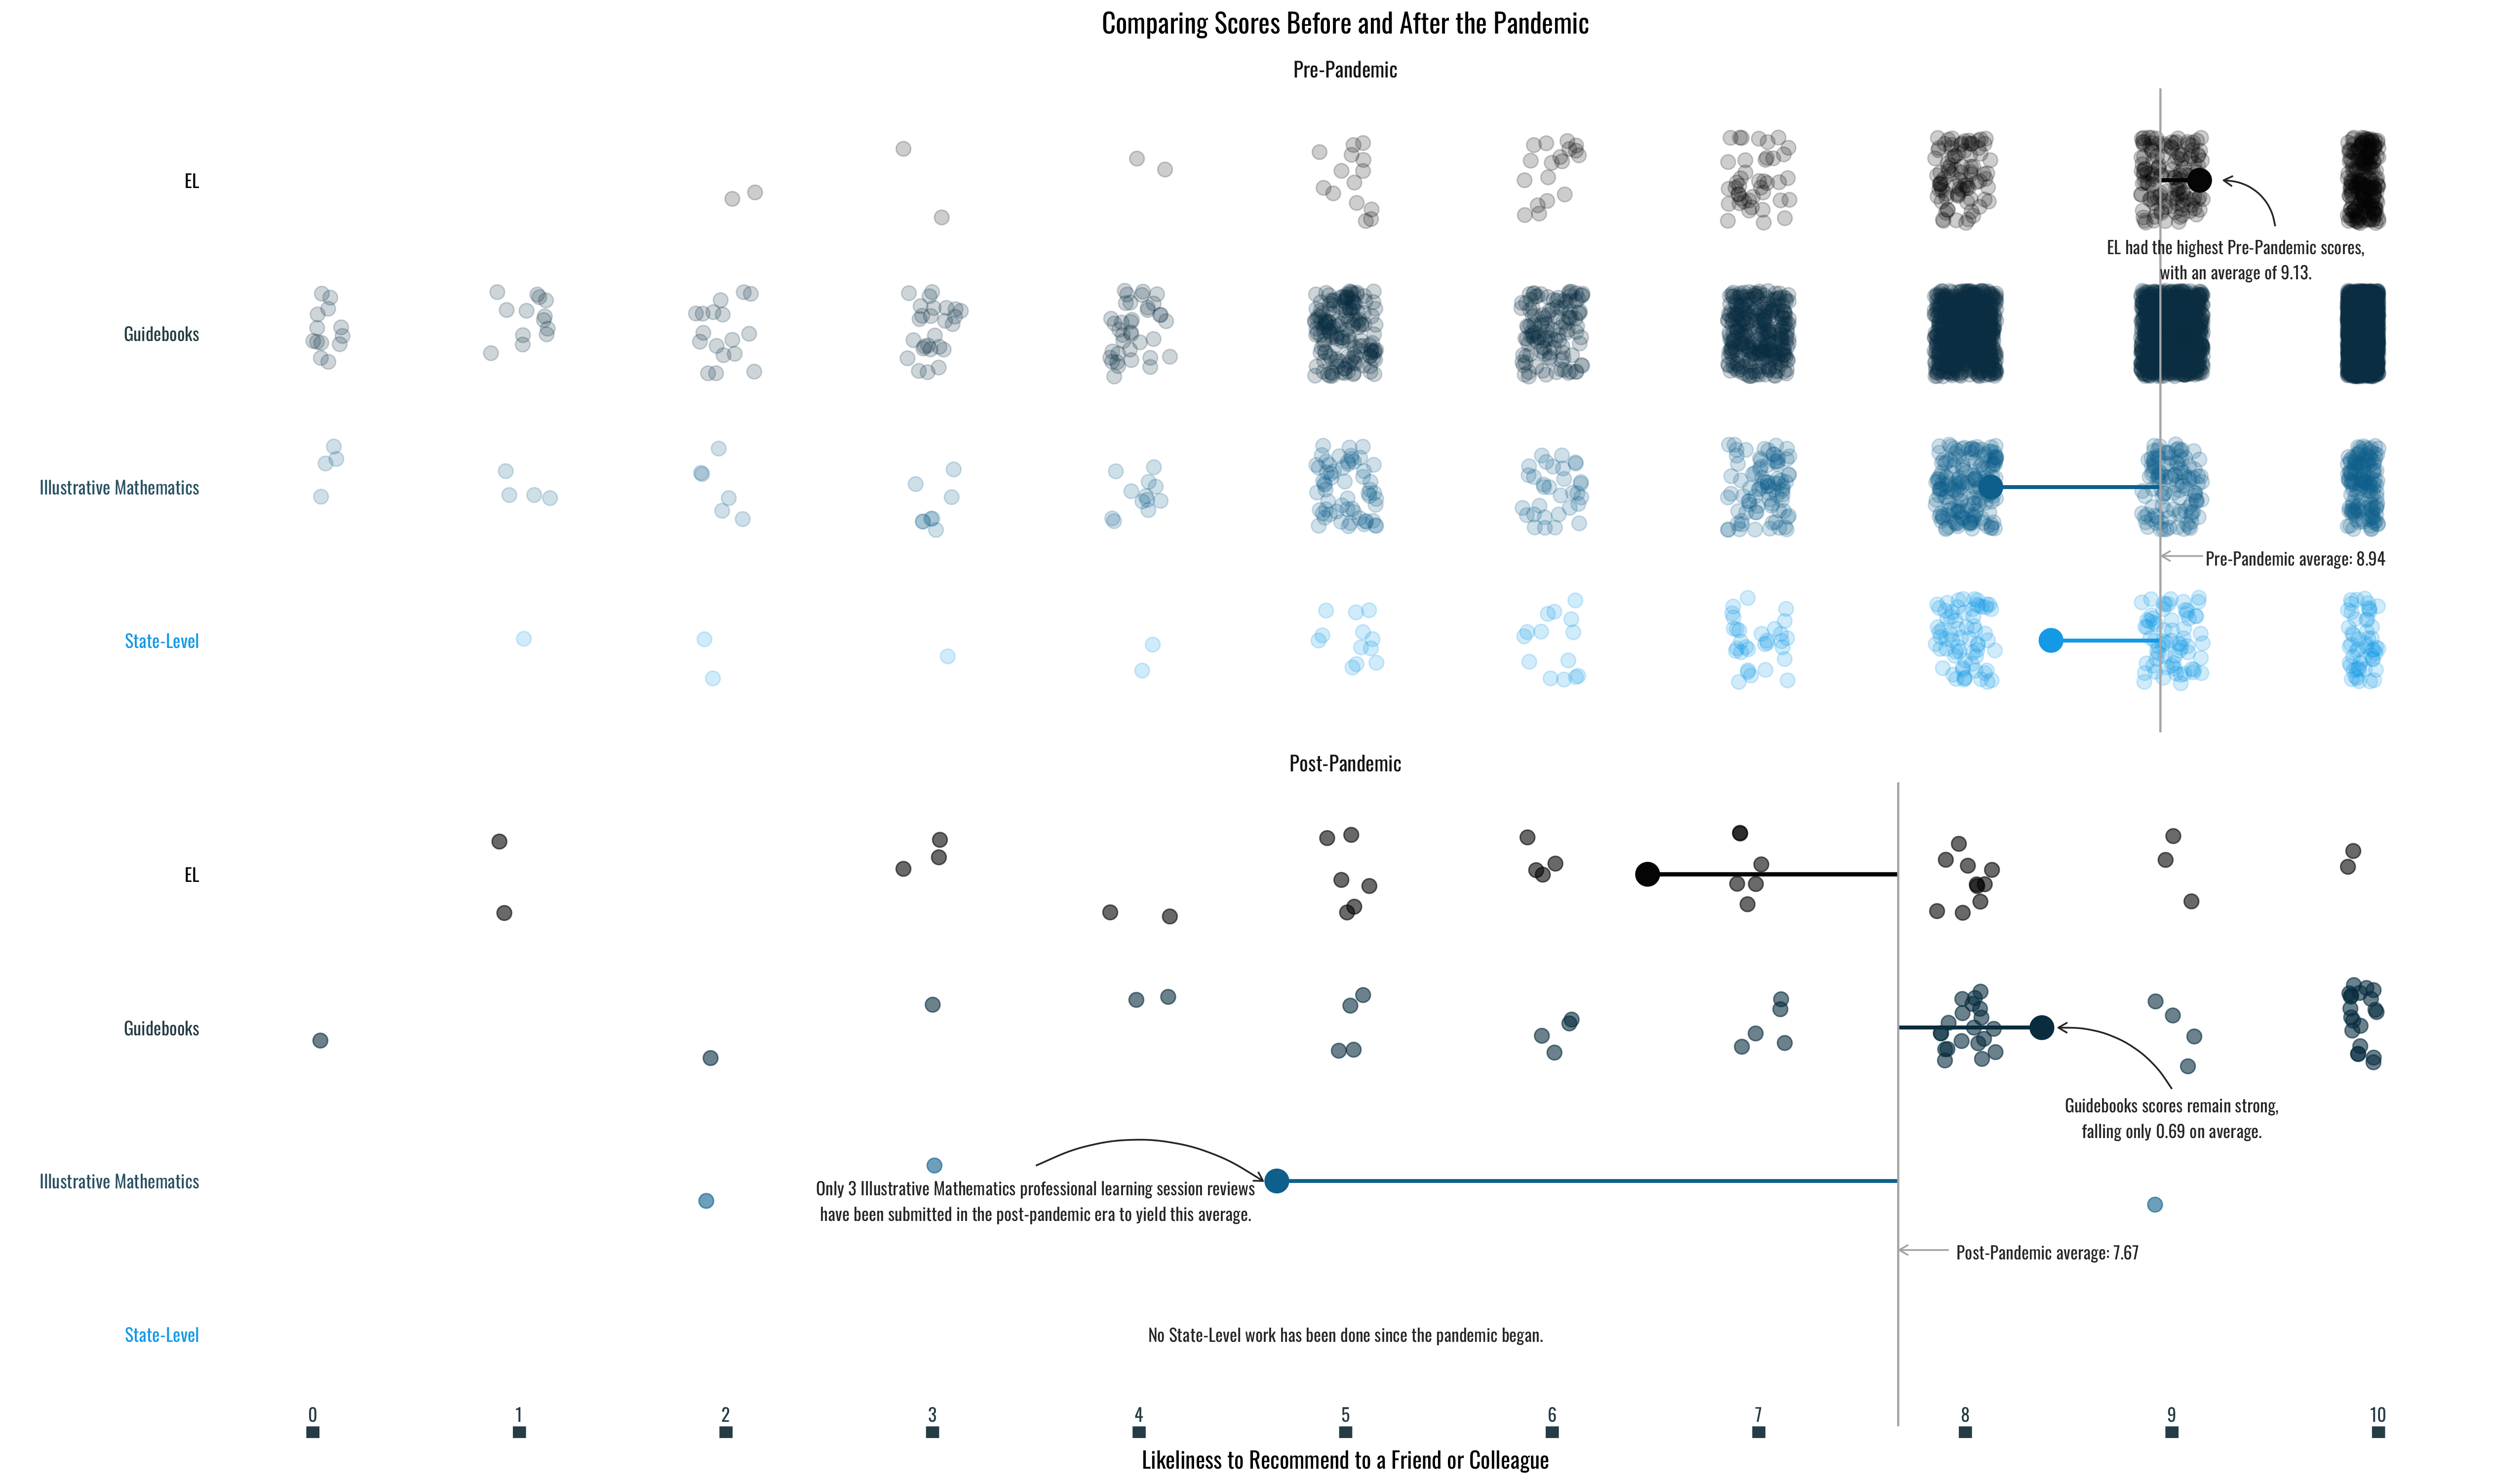 Comparing Scores Before and After the Pandemic
Pre-Pandemic
EL
EL had the highest Pre-Pandemic scores,
with an average of 9.13.
Guidebooks
Illustrative Mathematics
Pre-Pandemic average: 8.94
State-Level
Post-Pandemic
EL
Guidebooks
Guidebooks scores remain strong,
falling only 0.69 on average.
Illustrative Mathematics
Only 3 Illustrative Mathematics professional learning session reviews
have been submitted in the post-pandemic era to yield this average.
Post-Pandemic average: 7.67
State-Level
No State-Level work has been done since the pandemic began.
0 1 2 3 4 5 6 7 8 9 10
Likeliness to Recommend to a Friend or Colleague